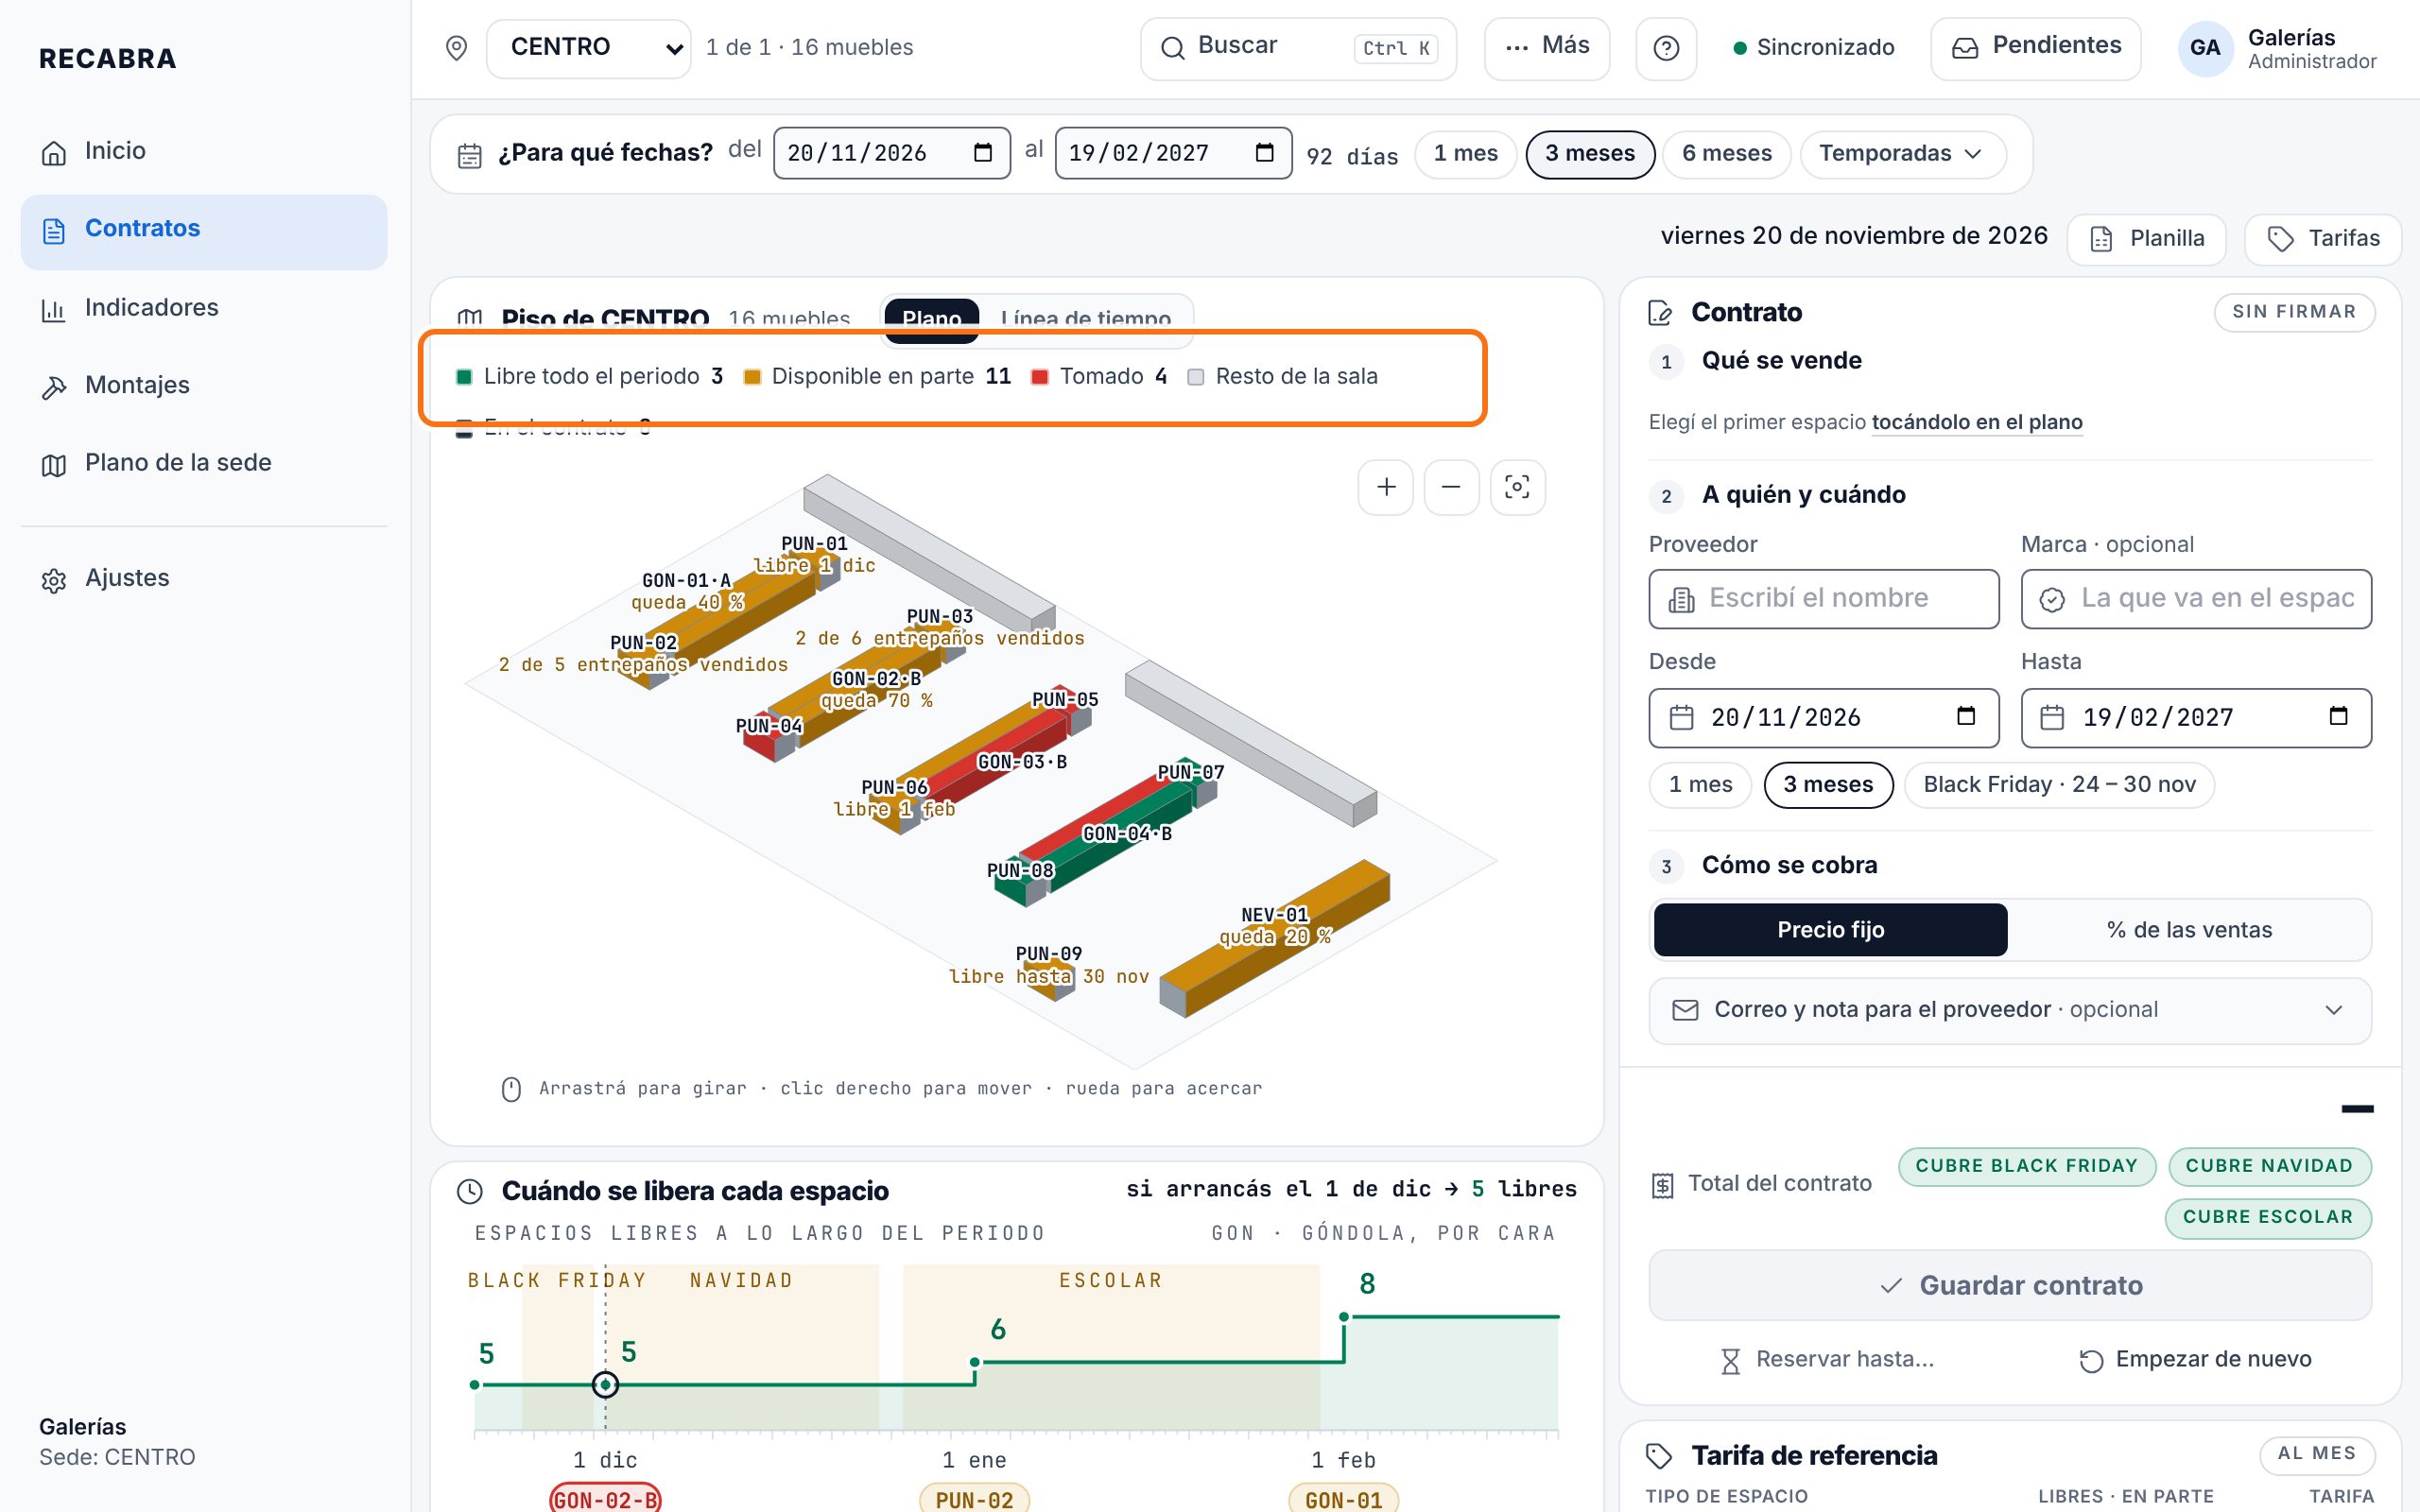 RECABRA
CENTRO
1 de 1 · 16 muebles
Buscar
Ctrl K
Más
Sincronizado
Pendientes
GA
Galerías
Administrador
Inicio
Contratos
Indicadores
Montajes
Plano de la sede
Ajustes
Galerías
Sede: CENTRO
¿Para qué fechas? del 20/11/2026 al 19/02/2027 92 días 1 mes 3 meses 6 meses Temporadas
viernes 20 de noviembre de 2026 Planilla Tarifas
Piso de CENTRO 16 muebles Plano Línea de tiempo
Libre todo el periodo 3 Disponible en parte 11 Tomado 4 Resto de la sala
En el contrato
PUN-01
libre 1 dic
GON-01·A
queda 40 %
PUN-02
2 de 5 entrepaños vendidos
PUN-03
2 de 6 entrepaños vendidos
GON-02·B
queda 70 %
PUN-04
PUN-05
GON-03·B
PUN-06
libre 1 feb
PUN-07
GON-04·B
PUN-08
NEV-01
queda 20 %
PUN-09
libre hasta 30 nov
Arrastrá para girar · clic derecho para mover · rueda para acercar
Cuándo se libera cada espacio
si arrancás el 1 de dic → 5 libres
ESPACIOS LIBRES A LO LARGO DEL PERIODO
GON · GÓNDOLA, POR CARA
BLACK FRIDAY NAVIDAD ESCOLAR
5
5
6
8
1 dic
1 ene
1 feb
GON-02-B
PUN-02
GON-01
Contrato
SIN FIRMAR
1 Qué se vende
Elegí el primer espacio tocándolo en el plano
2 A quién y cuándo
Proveedor
Marca · opcional
Escribí el nombre
La que va en el espac
Desde
Hasta
20/11/2026
19/02/2027
1 mes
3 meses
Black Friday · 24 – 30 nov
3 Cómo se cobra
Precio fijo
% de las ventas
Correo y nota para el proveedor · opcional
Total del contrato
CUBRE BLACK FRIDAY
CUBRE NAVIDAD
CUBRE ESCOLAR
Guardar contrato
Reservar hasta...
Empezar de nuevo
Tarifa de referencia
AL MES
TIPO DE ESPACIO
LIBRES · EN PARTE
TARIFA